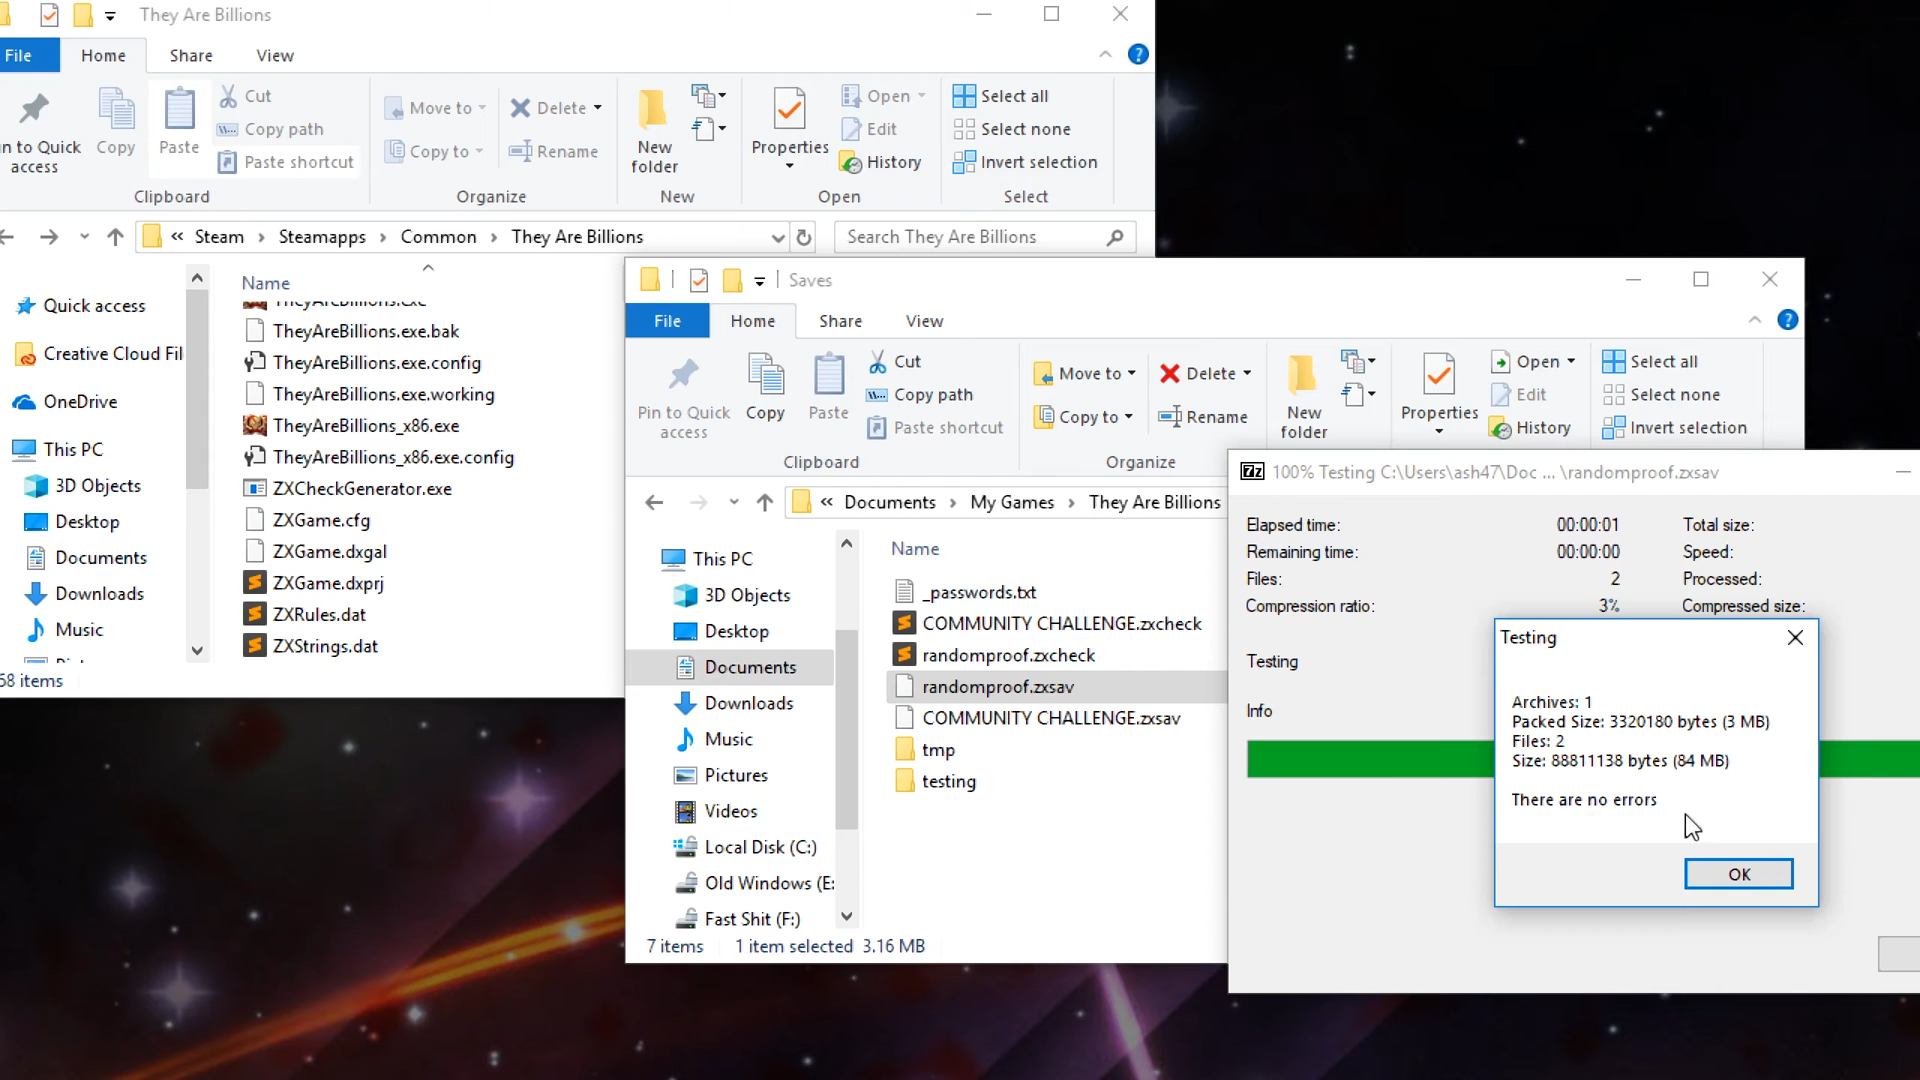 They Are Billions
File Home Share View
Cut
Copy path
Paste shortcut
Copy
Paste
n to Quick
access
Move to
Copy to
Delete
Rename
New
folder
Properties
Open
Edit
History
Select all
Select none
Invert selection
Clipboard Organize New Open Select
« Steam > Steamapps > Common > They Are Billions
Search They Are Billions
Quick access
Creative Cloud Fil
OneDrive
This PC
3D Objects
Desktop
Documents
Downloads
Music
68 items
Name
TheyAreBillions.exe
TheyAreBillions.exe.bak
TheyAreBillions.exe.config
TheyAreBillions.exe.working
TheyAreBillions_x86.exe
TheyAreBillions_x86.exe.config
ZXCheckGenerator.exe
ZXGame.cfg
ZXGame.dxgal
ZXGame.dxprj
ZXRules.dat
ZXStrings.dat
Saves
File Home Share View
Pin to Quick
access
Copy
Paste
Cut
Copy path
Paste shortcut
Move to
Copy to
Delete
Rename
New
folder
Properties
Open
Edit
History
Select all
Select none
Invert selection
Clipboard Organize
« Documents > My Games > They Are Billions
This PC
3D Objects
Desktop
Documents
Downloads
Music
Pictures
Videos
Local Disk (C:)
Old Windows (E:
Fast Shit (F:)
Name
_passwords.txt
COMMUNITY CHALLENGE.zxcheck
randomproof.zxcheck
randomproof.zxsav
COMMUNITY CHALLENGE.zxsav
tmp
testing
7 items 1 item selected 3.16 MB
7z 100% Testing C:\Users\ash47\Doc ... \randomproof.zxsav
Elapsed time: 00:00:01 Total size:
Remaining time: 00:00:00 Speed:
Files: 2 Processed:
Compression ratio: 3% Compressed size:
Testing
Info
Testing
Archives: 1
Packed Size: 3320180 bytes (3 MB)
Files: 2
Size: 88811138 bytes (84 MB)
There are no errors
OK